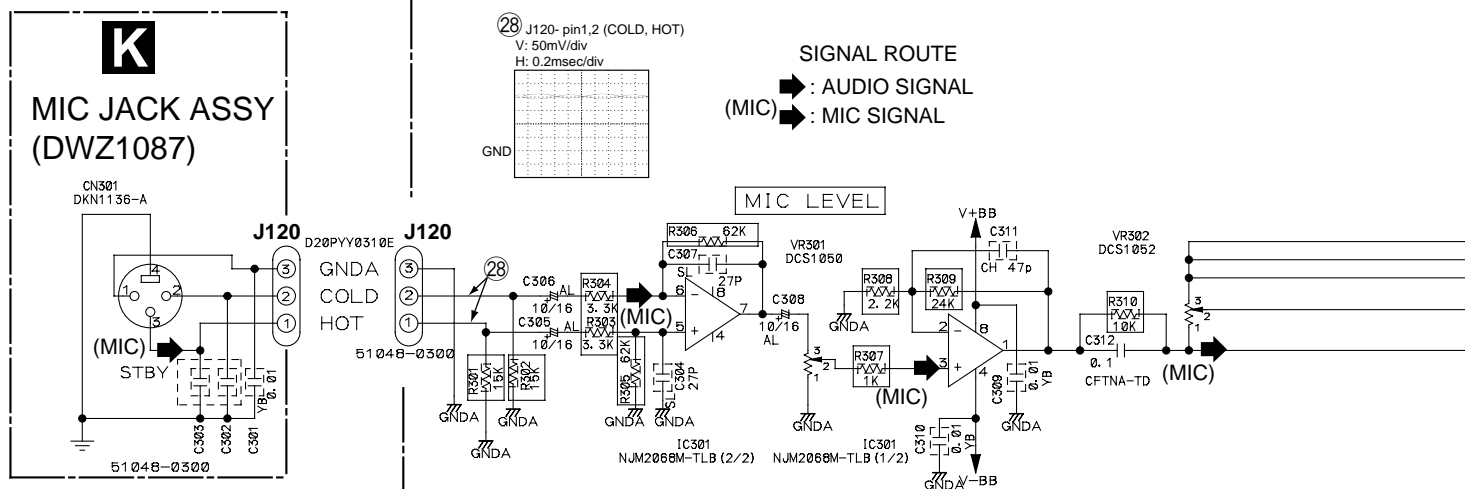 K
MIC JACK ASSY
(DWZ1087)
CN301
DKN1136-A
4
1
2
3
(MIC)
STBY
C303
C302
C301
YB
0.01
51048-0300
J120
D20PYY0310E
J120
3
GNDA
3
2
COLD
2
1
HOT
1
51048-0300
28 J120- pin1,2 (COLD, HOT)
V: 50mV/div
H: 0.2msec/div
GND
SIGNAL ROUTE
: AUDIO SIGNAL
(MIC) : MIC SIGNAL
MIC LEVEL
28
C306
AL
10/16
R304
3.3K
(MIC)
C305
AL
10/16
R303
3.3K
R301
15K
R302
15K
GNDA
GNDA
GNDA
R305
62K
C304
27P
SL
GNDA
GNDA
R306
62K
C307
SL
27P
6
5
8
7
4
IC301
NJM2068M-TLB(2/2)
C308
10/16
AL
VR301
DCS1050
3
2
1
GNDA
R307
1K
(MIC)
R308
2.2K
GNDA
R309
24K
V+BB
C311
CH
47p
2
3
8
1
4
IC301
NJM2068M-TLB(1/2)
C309
0.01
YB
GNDA
C310
0.01
YB
GNDA
V-BB
R310
10K
C312
0.1
CFTNA-TD
VR302
DCS1052
3
2
1
(MIC)